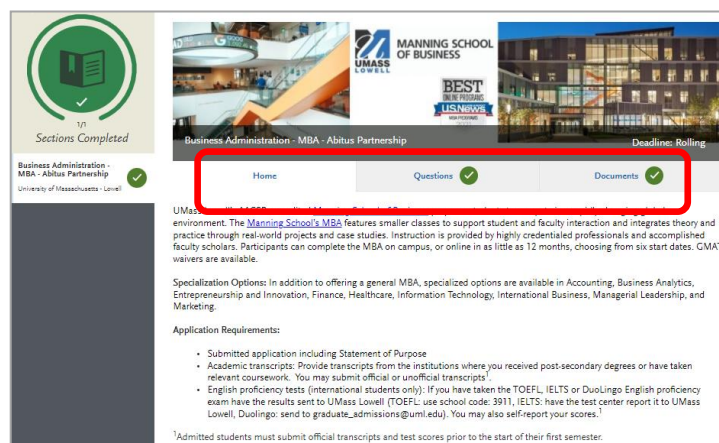 1/1
Sections Completed
Business Administration -
MBA - Abitus Partnership
University of Massachusetts - Lowell
UMASS
LOWELL
MANNING SCHOOL
OF BUSINESS
BEST
ONLINE PROGRAMS
U.S.News
Business Administration - MBA - Abitus Partnership
Deadline: Rolling
Home
Questions
Documents
environment. The Manning School's MBA features smaller classes to support student and faculty interaction and integrates theory and
practice through real-world projects and case studies. Instruction is provided by highly credentialed professionals and accomplished
faculty scholars. Participants can complete the MBA on campus, or online in as little as 12 months, choosing from six start dates. GMAT
waivers are available.
Specialization Options: In addition to offering a general MBA, specialized options are available in Accounting, Business Analytics,
Entrepreneurship and Innovation, Finance, Healthcare, Information Technology, International Business, Managerial Leadership, and
Marketing.
Application Requirements:
• Submitted application including Statement of Purpose
• Academic transcripts: Provide transcripts from the institutions where you received post-secondary degrees or have taken
relevant coursework. You may submit official or unofficial transcripts¹.
• English proficiency tests (international students only): If you have taken the TOEFL, IELTS or DuoLingo English proficiency
exam have the results sent to UMass Lowell (TOEFL: use school code: 3911, IELTS: have the test center report it to UMass
Lowell, Duolingo: send to graduate_admissions@uml.edu). You may also self-report your scores.¹
¹Admitted students must submit official transcripts and test scores prior to the start of their first semester.